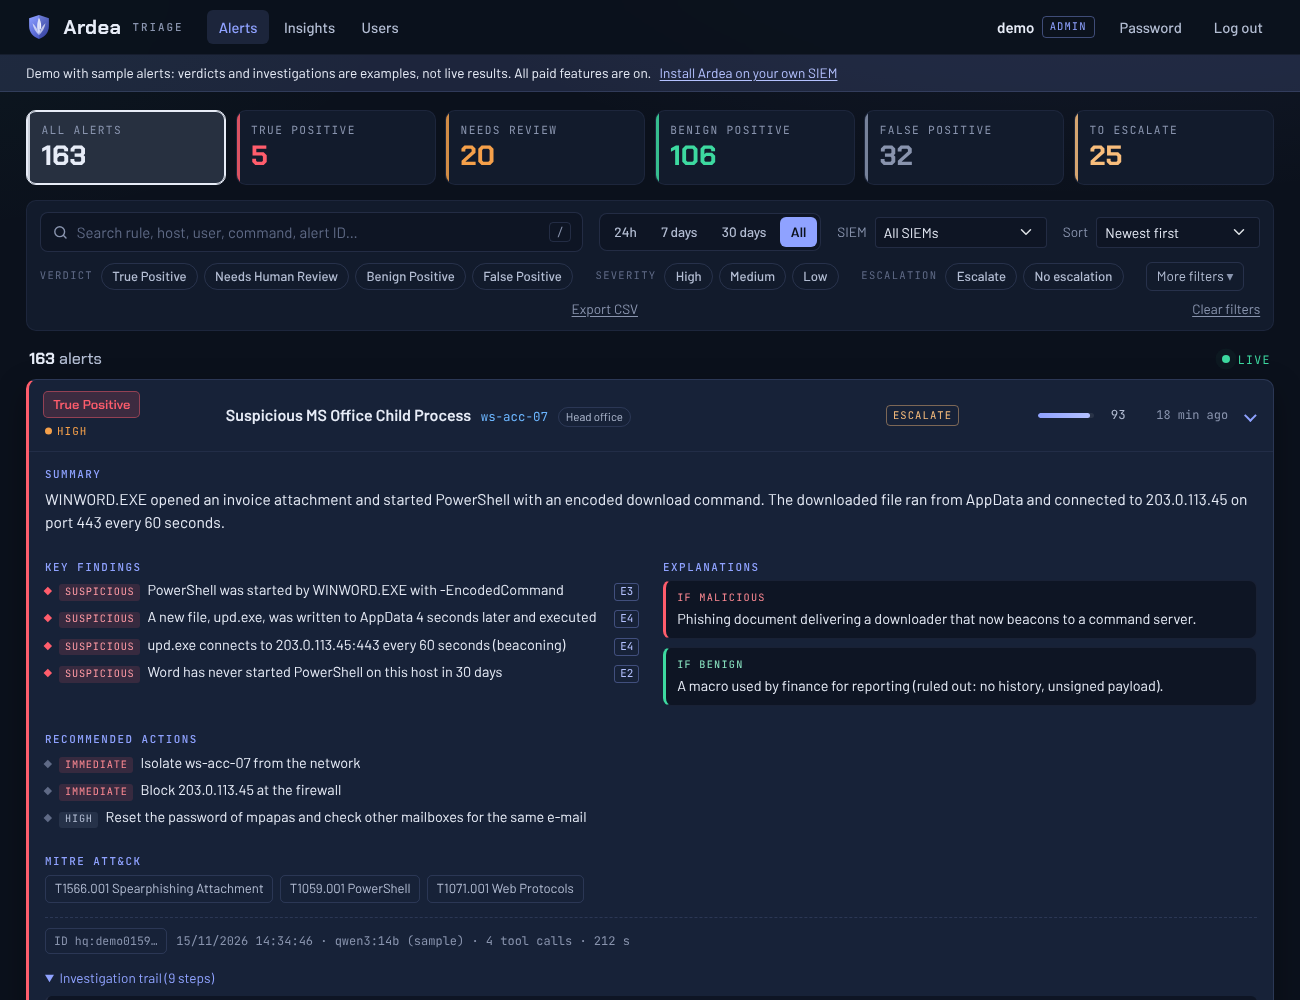 Ardea TRIAGE Alerts Insights Users demo ADMIN Password Log out
Demo with sample alerts: verdicts and investigations are examples, not live results. All paid features are on. Install Ardea on your own SIEM
ALL ALERTS TRUE POSITIVE NEEDS REVIEW BENIGN POSITIVE FALSE POSITIVE TO ESCALATE
163 5 20 106 32 25
Search rule, host, user, command, alert ID... / 24h 7 days 30 days All SIEM All SIEMs Sort Newest first
VERDICT True Positive Needs Human Review Benign Positive False Positive SEVERITY High Medium Low ESCALATION Escalate No escalation More filters ▾
Export CSV Clear filters
163 alerts LIVE
True Positive
HIGH
Suspicious MS Office Child Process ws-acc-07 Head office ESCALATE 93 18 min ago
SUMMARY
WINWORD.EXE opened an invoice attachment and started PowerShell with an encoded download command. The downloaded file ran from AppData and connected to 203.0.113.45 on
port 443 every 60 seconds.
KEY FINDINGS
SUSPICIOUS PowerShell was started by WINWORD.EXE with -EncodedCommand E3
SUSPICIOUS A new file, upd.exe, was written to AppData 4 seconds later and executed E4
SUSPICIOUS upd.exe connects to 203.0.113.45:443 every 60 seconds (beaconing) E4
SUSPICIOUS Word has never started PowerShell on this host in 30 days E2
EXPLANATIONS
IF MALICIOUS
Phishing document delivering a downloader that now beacons to a command server.
IF BENIGN
A macro used by finance for reporting (ruled out: no history, unsigned payload).
RECOMMENDED ACTIONS
IMMEDIATE Isolate ws-acc-07 from the network
IMMEDIATE Block 203.0.113.45 at the firewall
HIGH Reset the password of mpapas and check other mailboxes for the same e-mail
MITRE ATT&CK
T1566.001 Spearphishing Attachment T1059.001 PowerShell T1071.001 Web Protocols
ID hq:demo0159… 15/11/2026 14:34:46 · qwen3:14b (sample) · 4 tool calls · 212 s
▼ Investigation trail (9 steps)